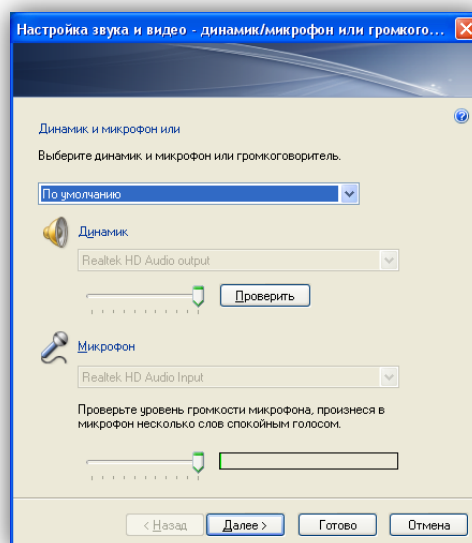 Настройка звука и видео - динамик/микрофон или громкого...
Динамик и микрофон или
Выберите динамик и микрофон или громкоговоритель.
По умолчанию
Динамик
Realtek HD Audio output
Проверить
Микрофон
Realtek HD Audio Input
Проверьте уровень громкости микрофона, произнеся в
микрофон несколько слов спокойным голосом.
< Назад Далее > Готово Отмена